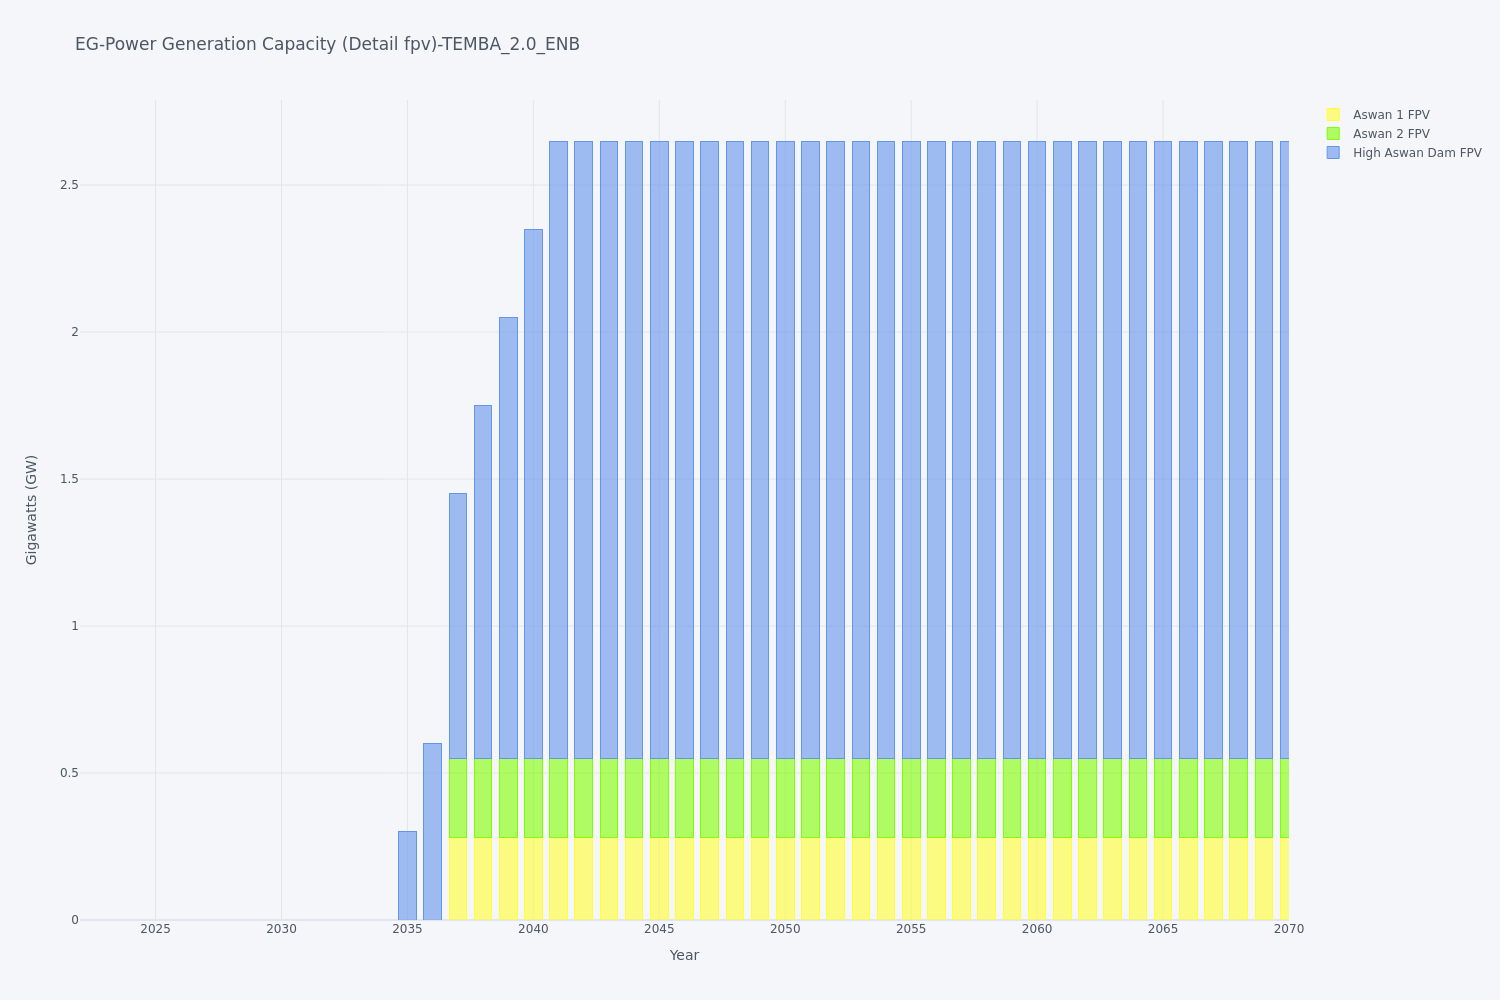 EG-Power Generation Capacity (Detail fpv)-TEMBA_2.0_ENB
Aswan 1 FPV
Aswan 2 FPV
High Aswan Dam FPV
Gigawatts (GW)
2.5
2
1.5
1
0.5
0
2025 2030 2035 2040 2045 2050 2055 2060 2065 2070
Year